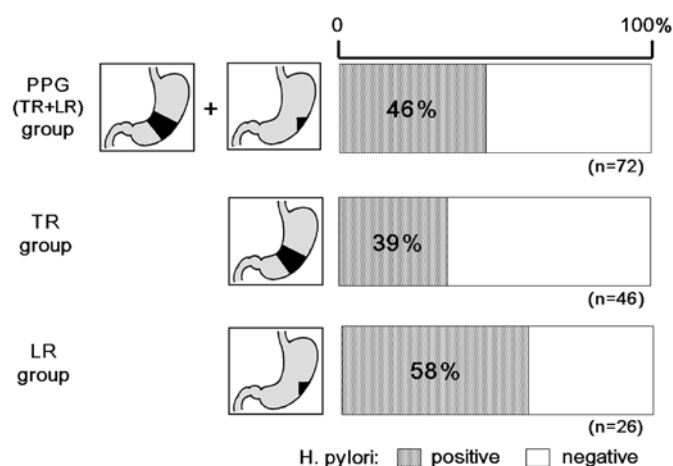 0 100%
PPG
(TR+LR)
group
+
46%
(n=72)
TR
group
39%
(n=46)
LR
group
58%
(n=26)
H. pylori: positive negative